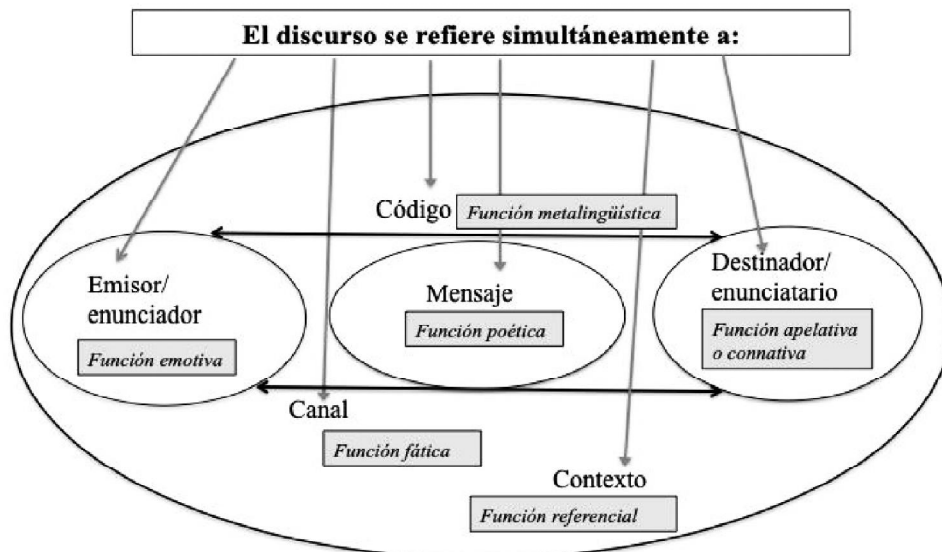 El discurso se refiere simultáneamente a:
Código
Función metalingüística
Emisor/
enunciador
Función emotiva
Mensaje
Función poética
Destinador/
enunciatario
Función apelativa
o connativa
Canal
Función fática
Contexto
Función referencial